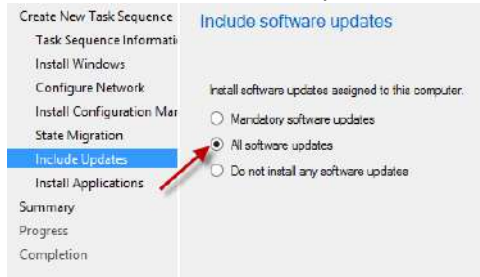 Create New Task Sequence
Task Sequence Informati
Install Windows
Configure Network
Install Configuration Mar
State Migration
Include Updates
Install Applications
Summary
Progress
Completion
Include software updates
Install software updates assigned to this computer.
Mandatory software updates
All software updates
Do not install any software updates